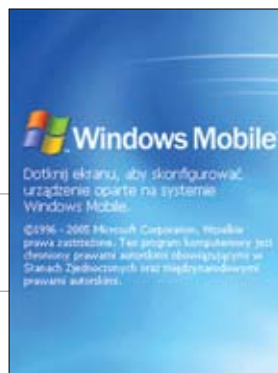 Windows Mobile
Dotknij ekranu, aby skonfigurować
urządzenie oparte na systemie
Windows Mobile.
©1996 - 2005 Microsoft Corporation. Wszelkie
prawa zastrzeżone. Ten program komputerowy jest
chroniony prawami autorskimi obowiązującymi w
Stanach Zjednoczonych oraz międzynarodowymi
prawami autorskimi.